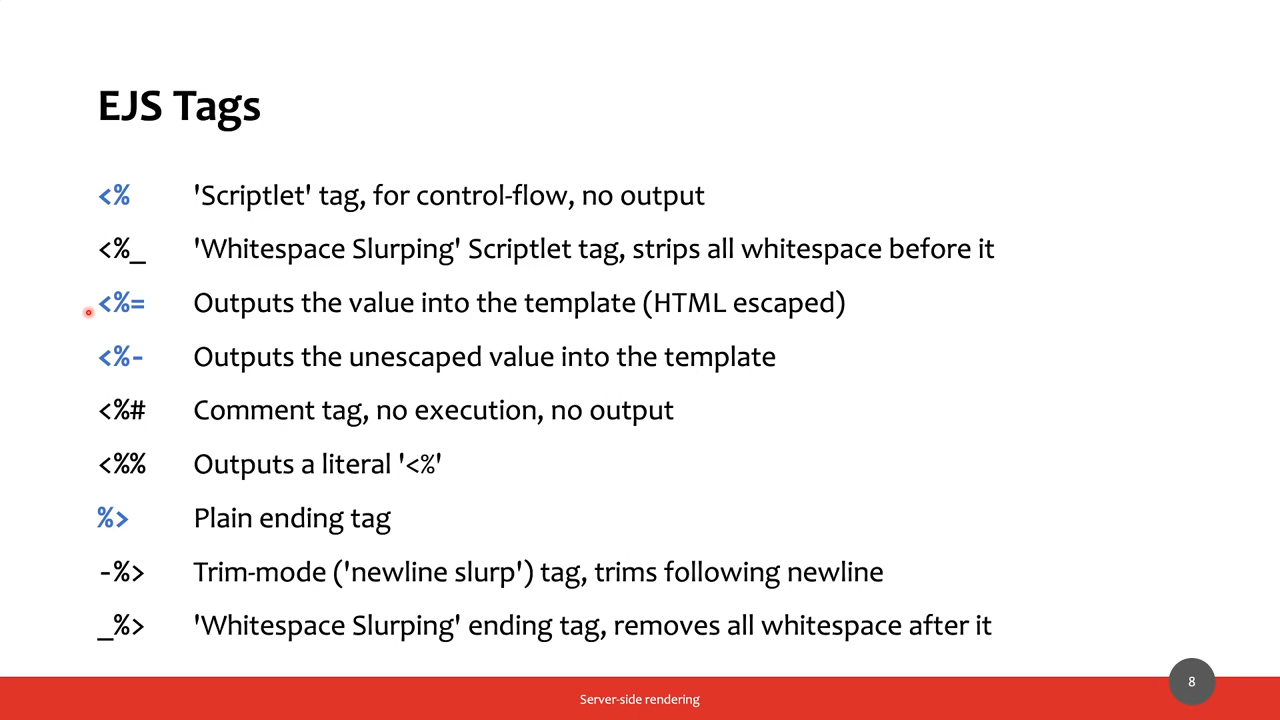 EJS Tags
<% 'Scriptlet' tag, for control-flow, no output
<%_ 'Whitespace Slurping' Scriptlet tag, strips all whitespace before it
<%= Outputs the value into the template (HTML escaped)
<%- Outputs the unescaped value into the template
<%# Comment tag, no execution, no output
<%% Outputs a literal '<%'
%> Plain ending tag
-%> Trim-mode ('newline slurp') tag, trims following newline
_%> 'Whitespace Slurping' ending tag, removes all whitespace after it
Server-side rendering
8